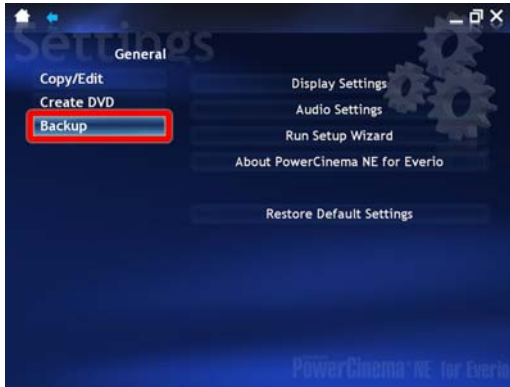 Settings
General
Copy/Edit
Create DVD
Backup
Display Settings
Audio Settings
Run Setup Wizard
About PowerCinema NE for Everio
Restore Default Settings
PowerCinema NE for Everio